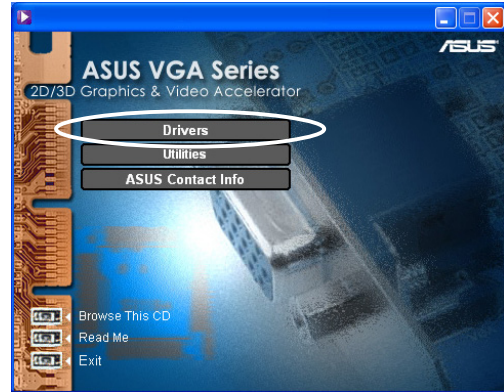 ASUS
ASUS VGA Series
2D/3D Graphics & Video Accelerator
Drivers
Utilities
ASUS Contact Info
Browse This CD
Read Me
Exit